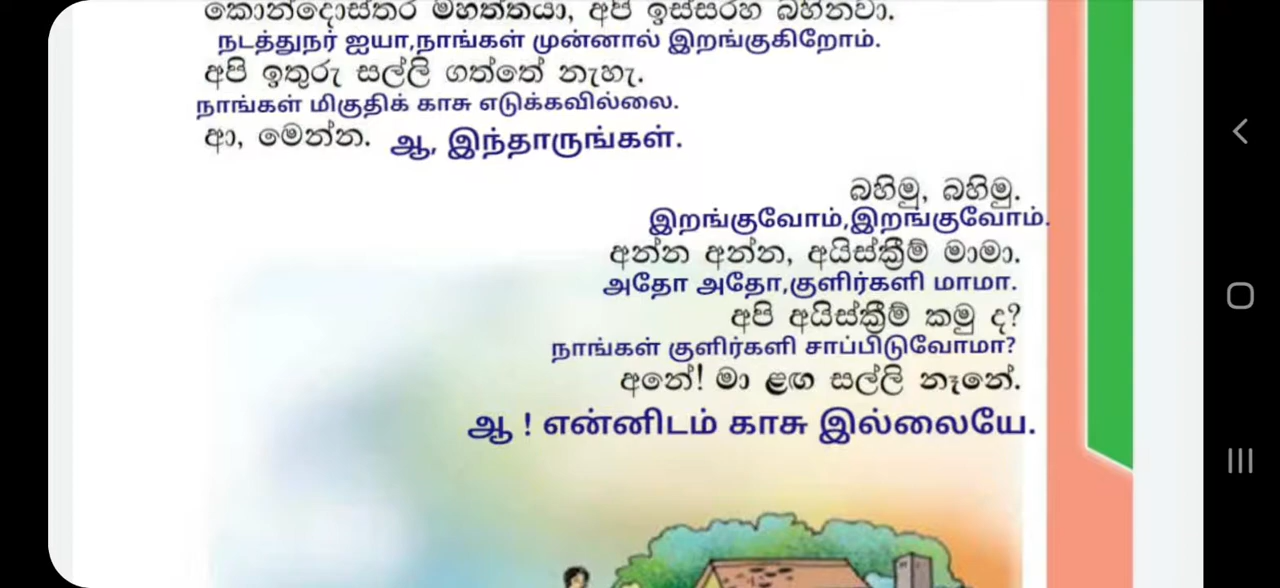 කොන්දොස්තර මහත්තයා, අපි ඉස්සරහ බහිනවා.
நடத்துநர் ஐயா,நாங்கள் முன்னால் இறங்குகிறோம்.
අපි ඉතුරු සල්ලි ගත්තේ නැහැ.
நாங்கள் மிகுதிக் காசு எடுக்கவில்லை.
ආ, මෙන්න. ஆ, இந்தாருங்கள்.
බහිමු, බහිමු.
இறங்குவோம்,இறங்குவோம்.
අන්න අන්න, අයිස්ක්‍රීම් මාමා.
அதோ அதோ,குளிர்களி மாமா.
අපි අයිස්ක්‍රීම් කමු ද?
நாங்கள் குளிர்களி சாப்பிடுவோமா?
අනේ! මා ළඟ සල්ලි නෑනේ.
ஆ ! என்னிடம் காசு இல்லையே.